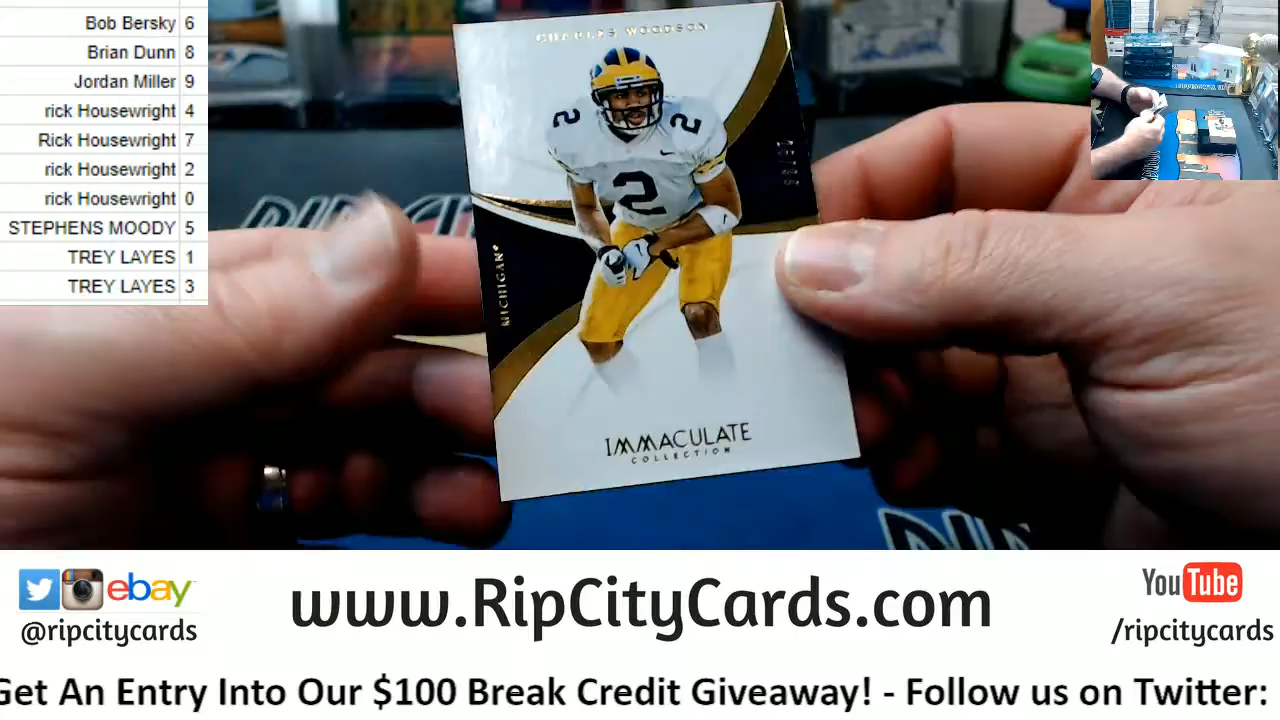 Bob Bersky 6
Brian Dunn 8
Jordan Miller 9
rick Housewright 4
Rick Housewright 7
rick Housewright 2
rick Housewright 0
STEPHENS MOODY 5
TREY LAYES 1
TREY LAYES 3
CHARLES WOODSON
2 2
2
MICHIGAN
IMMACULATE
COLLECTION
ebay
@ripcitycards
www.RipCityCards.com
YouTube
/ripcitycards
Get An Entry Into Our $100 Break Credit Giveaway! - Follow us on Twitter: